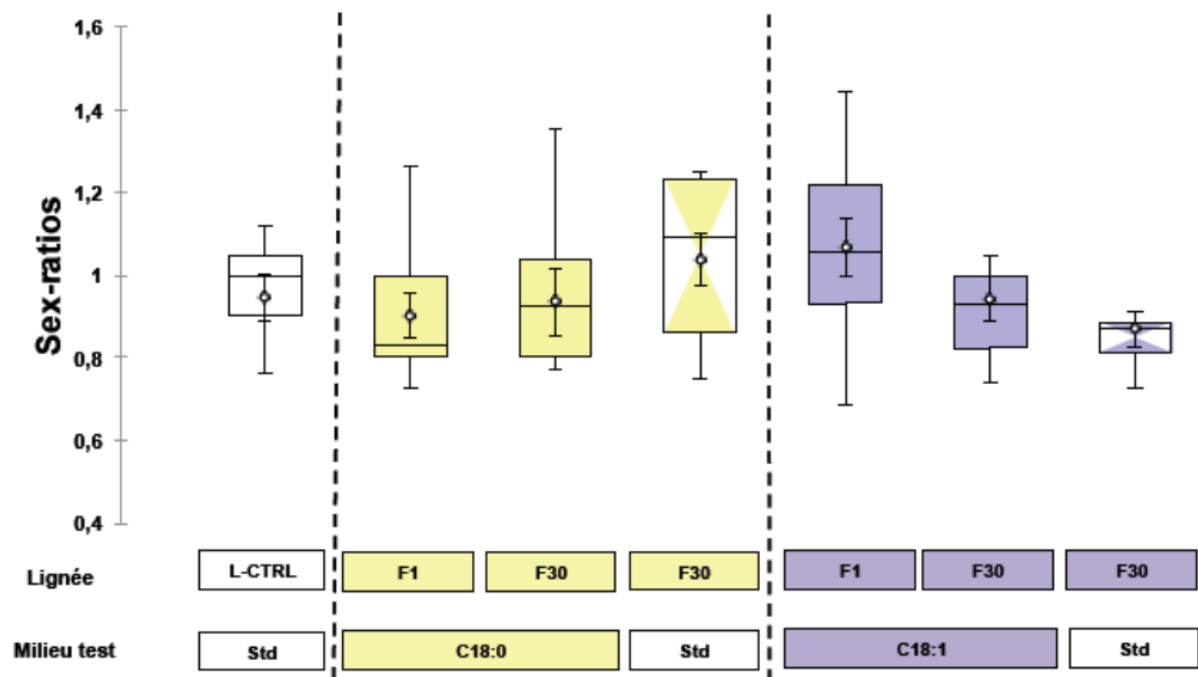 1,6
1,4
1,2
1
0,8
0,6
0,4
Sex-ratios
Lignée L-CTRL F1 F30 F30 F1 F30 F30
Milieu test Std C18:0 Std C18:1 Std